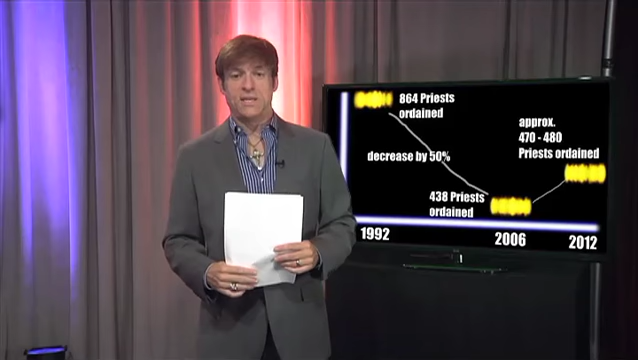 864 Priests
ordained
approx.
470 - 480
Priests ordained
decrease by 50%
438 Priests
ordained
1992
2006
2012